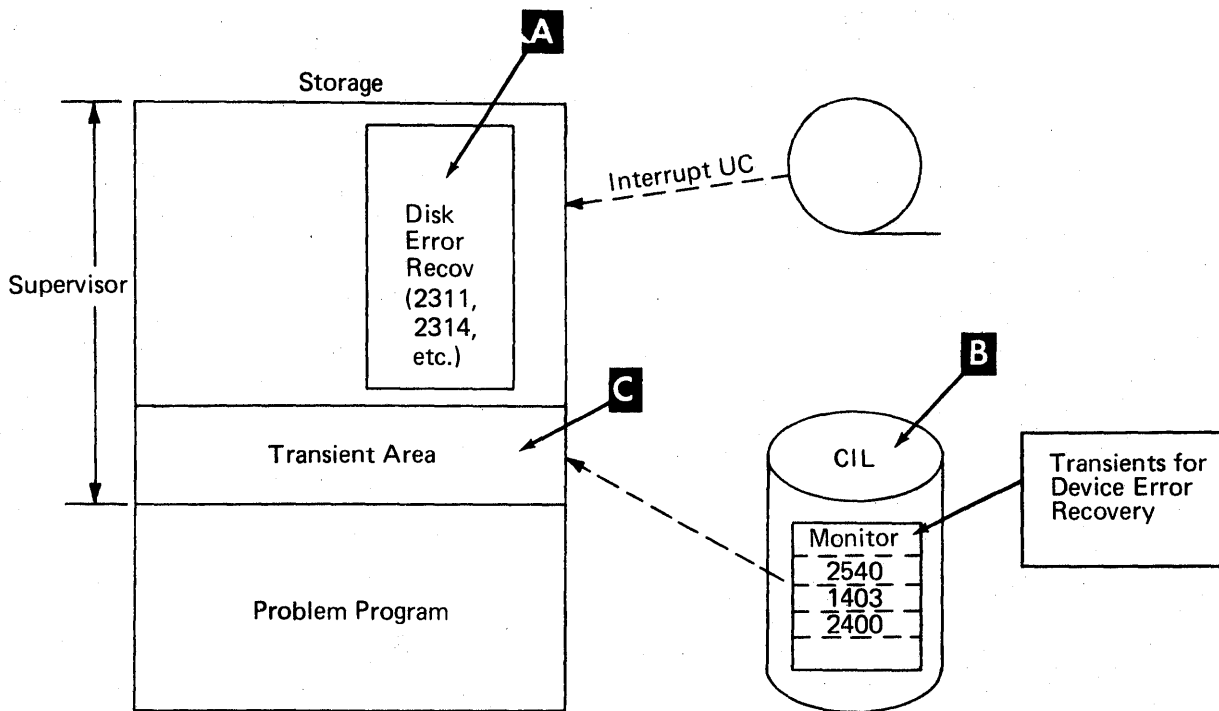 A
Storage
Interrupt UC
Disk
Error
Recov
(2311,
2314,
etc.)
Supervisor
B
C
Transient Area
CIL
Transients for
Device Error
Recovery
Monitor
2540
1403
2400
Problem Program